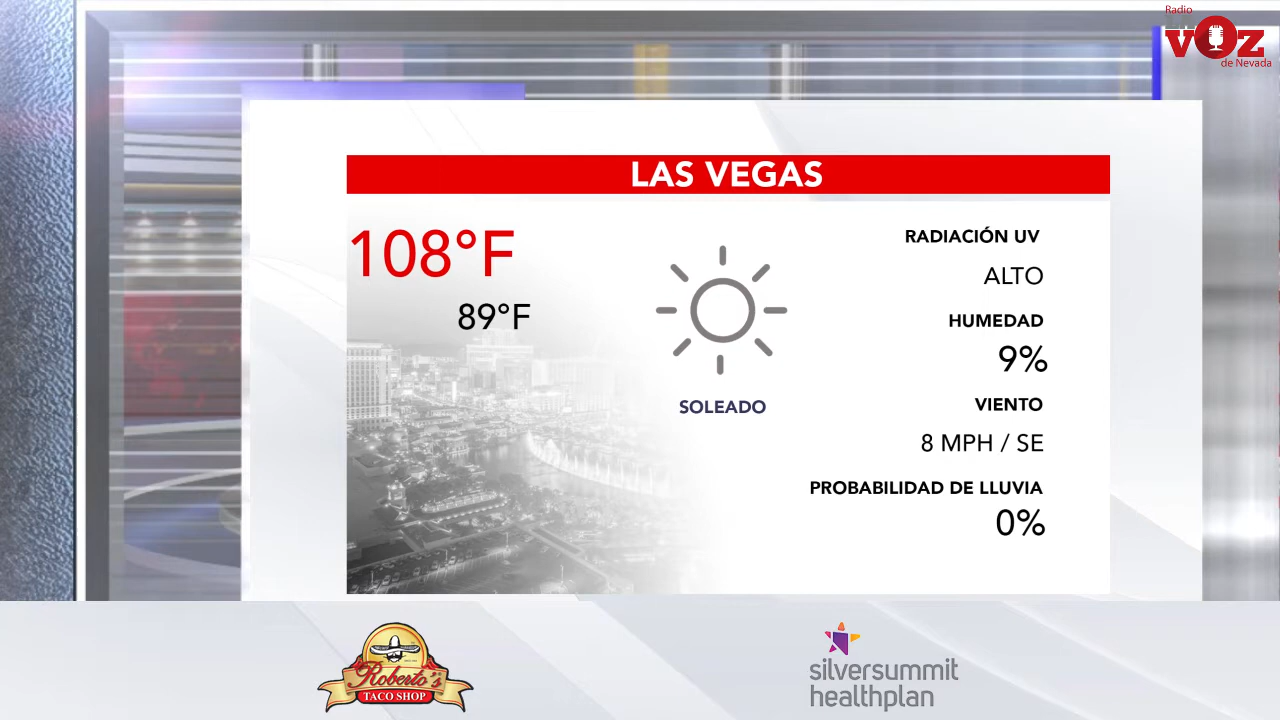 Radio
VOZ
de Nevada
LAS VEGAS
108°F
89°F
SOLEADO
RADIACIÓN UV
ALTO
HUMEDAD
9%
VIENTO
8 MPH / SE
PROBABILIDAD DE LLUVIA
0%
Roberto's
TACO SHOP
silversummit
healthplan